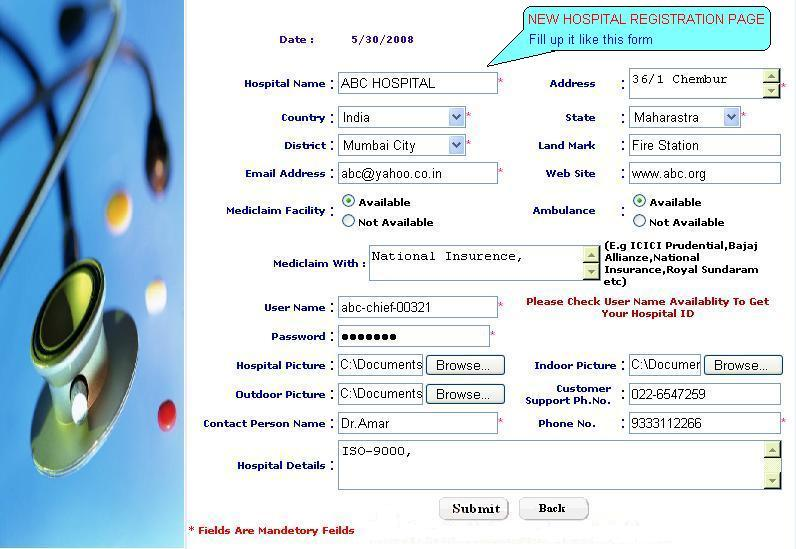 NEW HOSPITAL REGISTRATION PAGE
Fill up it like this form
Date : 5/30/2008
Hospital Name : ABC HOSPITAL * Address : 36/1 Chembur *
Country : India * State : Maharastra *
District : Mumbai City * Land Mark : Fire Station
Email Address : abc@yahoo.co.in * Web Site : www.abc.org
Mediclaim Facility : Available Ambulance : Available
Not Available Not Available
Mediclaim With : National Insurence, (E.g ICICI Prudential,Bajaj
Allianze,National
Insurance,Royal Sundaram
etc)
User Name : abc-chief-00321 * Please Check User Name Availablity To Get
Your Hospital ID
Password : ●●●●●●● *
Hospital Picture : C:\Documents Browse... Indoor Picture : C:\Documer Browse...
Outdoor Picture : C:\Documents Browse... Customer
Support Ph.No. : 022-6547259
Contact Person Name : Dr.Amar * Phone No. : 9333112266 *
Hospital Details : ISO-9000,
Submit Back
* Fields Are Mandetory Feilds